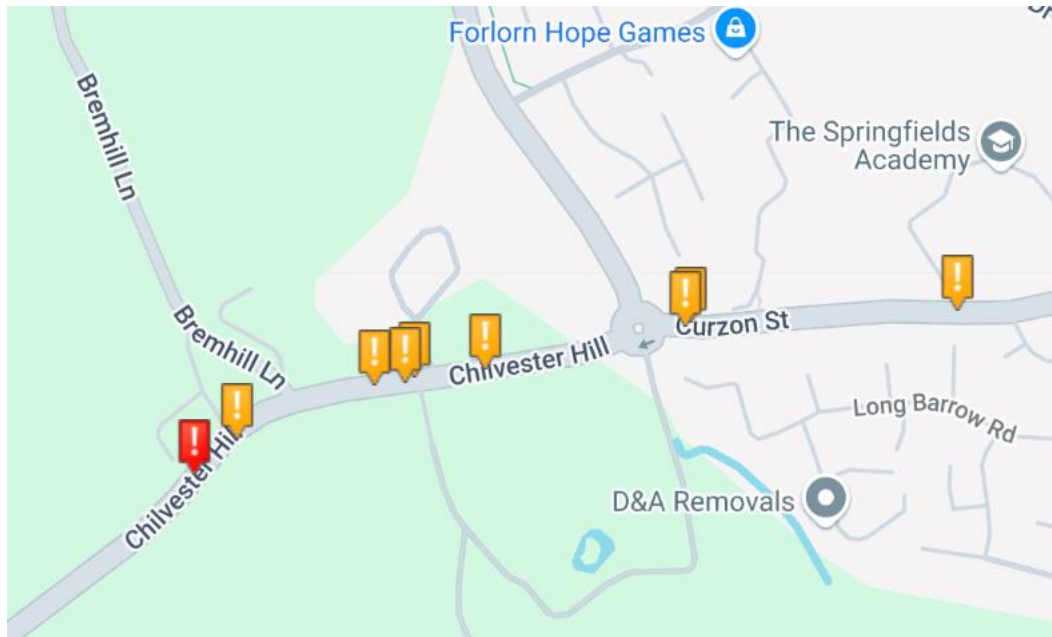 Forlorn Hope Games
Bremhill Ln
The Springfields
Academy
Bremhill Ln
Curzon St
Chilvester Hill
Long Barrow Rd
Chilvester Hill
D&A Removals